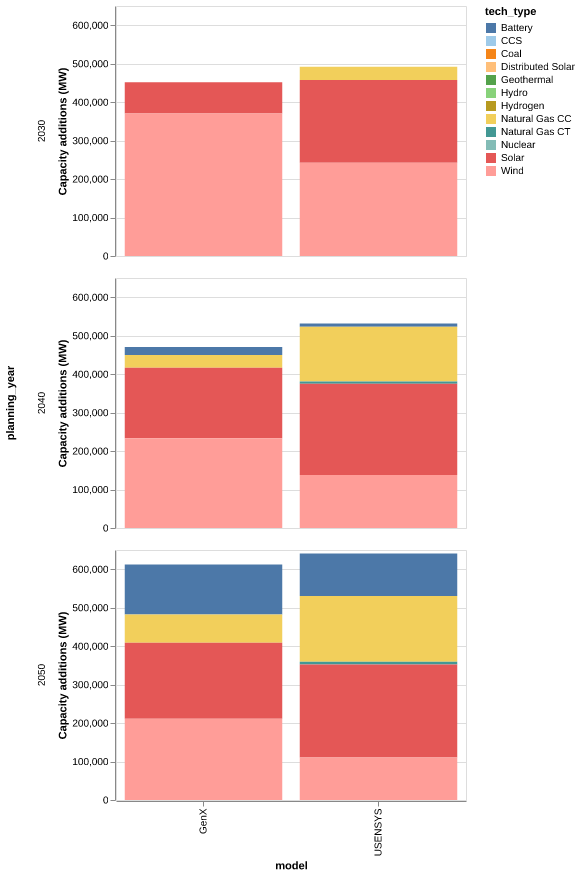 tech_type
Battery
CCS
Coal
Distributed Solar
Geothermal
Hydro
Hydrogen
Natural Gas CC
Natural Gas CT
Nuclear
Solar
Wind
planning_year
2030
Capacity additions (MW)
600,000
500,000
400,000
300,000
200,000
100,000
0
2040
Capacity additions (MW)
600,000
500,000
400,000
300,000
200,000
100,000
0
2050
Capacity additions (MW)
600,000
500,000
400,000
300,000
200,000
100,000
0
GenX
USENSYS
model